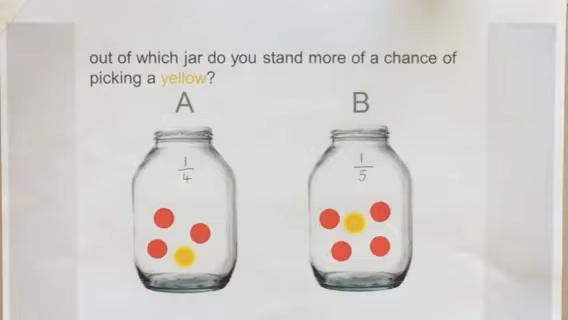 out of which jar do you stand more of a chance of
picking a yellow?
A B
1/4 1/5